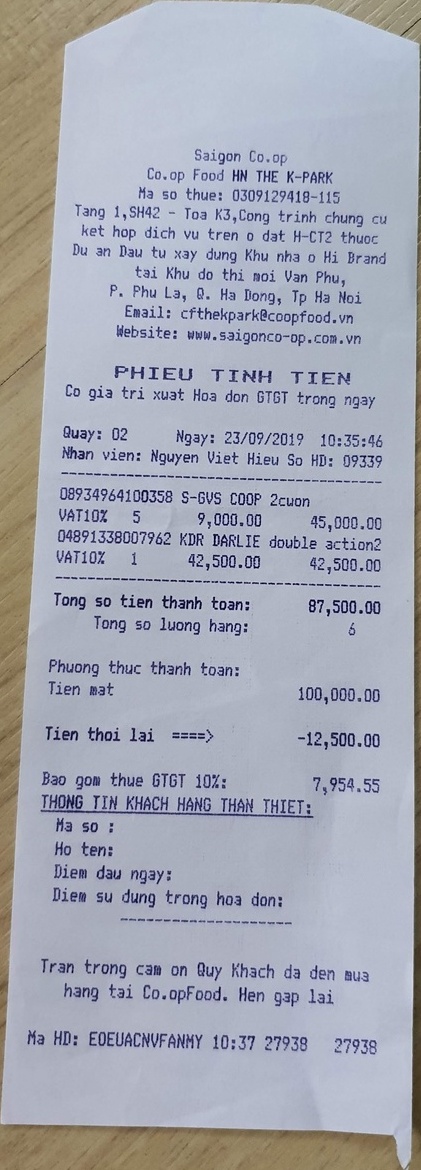 Saigon Co.op
Co.op Food HN THE K-PARK
Ma so thue: 0309129418-115
Tang 1,SH42 - Toa K3,Cong trinh chung cu
ket hop dich vu tren o dat H-CT2 thuoc
Du an Dau tu xay dung Khu nha o Hi Brand
tai Khu do thi moi Van Phu,
P. Phu La, Q. Ha Dong, Tp Ha Noi
Email: cfthekpark@coopfood.vn
Website: www.saigonco-op.com.vn
PHIEU TINH TIEN
Co gia tri xuat Hoa don GTGT trong ngay
Quay: 02 Ngay: 23/09/2019 10:35:46
Nhan vien: Nguyen Viet Hieu So HD: 09339
08934964100358 S-GVS COOP 2cuon
VAT10% 5 9,000.00 45,000.00
04891338007962 KDR DARLIE double action2
VAT10% 1 42,500.00 42,500.00
Tong so tien thanh toan: 87,500.00
Tong so luong hang: 6
Phuong thuc thanh toan:
Tien mat 100,000.00
Tien thoi lai ====> -12,500.00
Bao gom thue GTGT 10%: 7,954.55
THONG TIN KHACH HANG THAN THIET:
Ma so :
Ho ten:
Diem dau ngay:
Diem su dung trong hoa don:
Tran trong cam on Quy Khach da den mua
hang tai Co.opFood. Hen gap lai
Ma HD: EOEUACNVFANMY 10:37 27938 27938